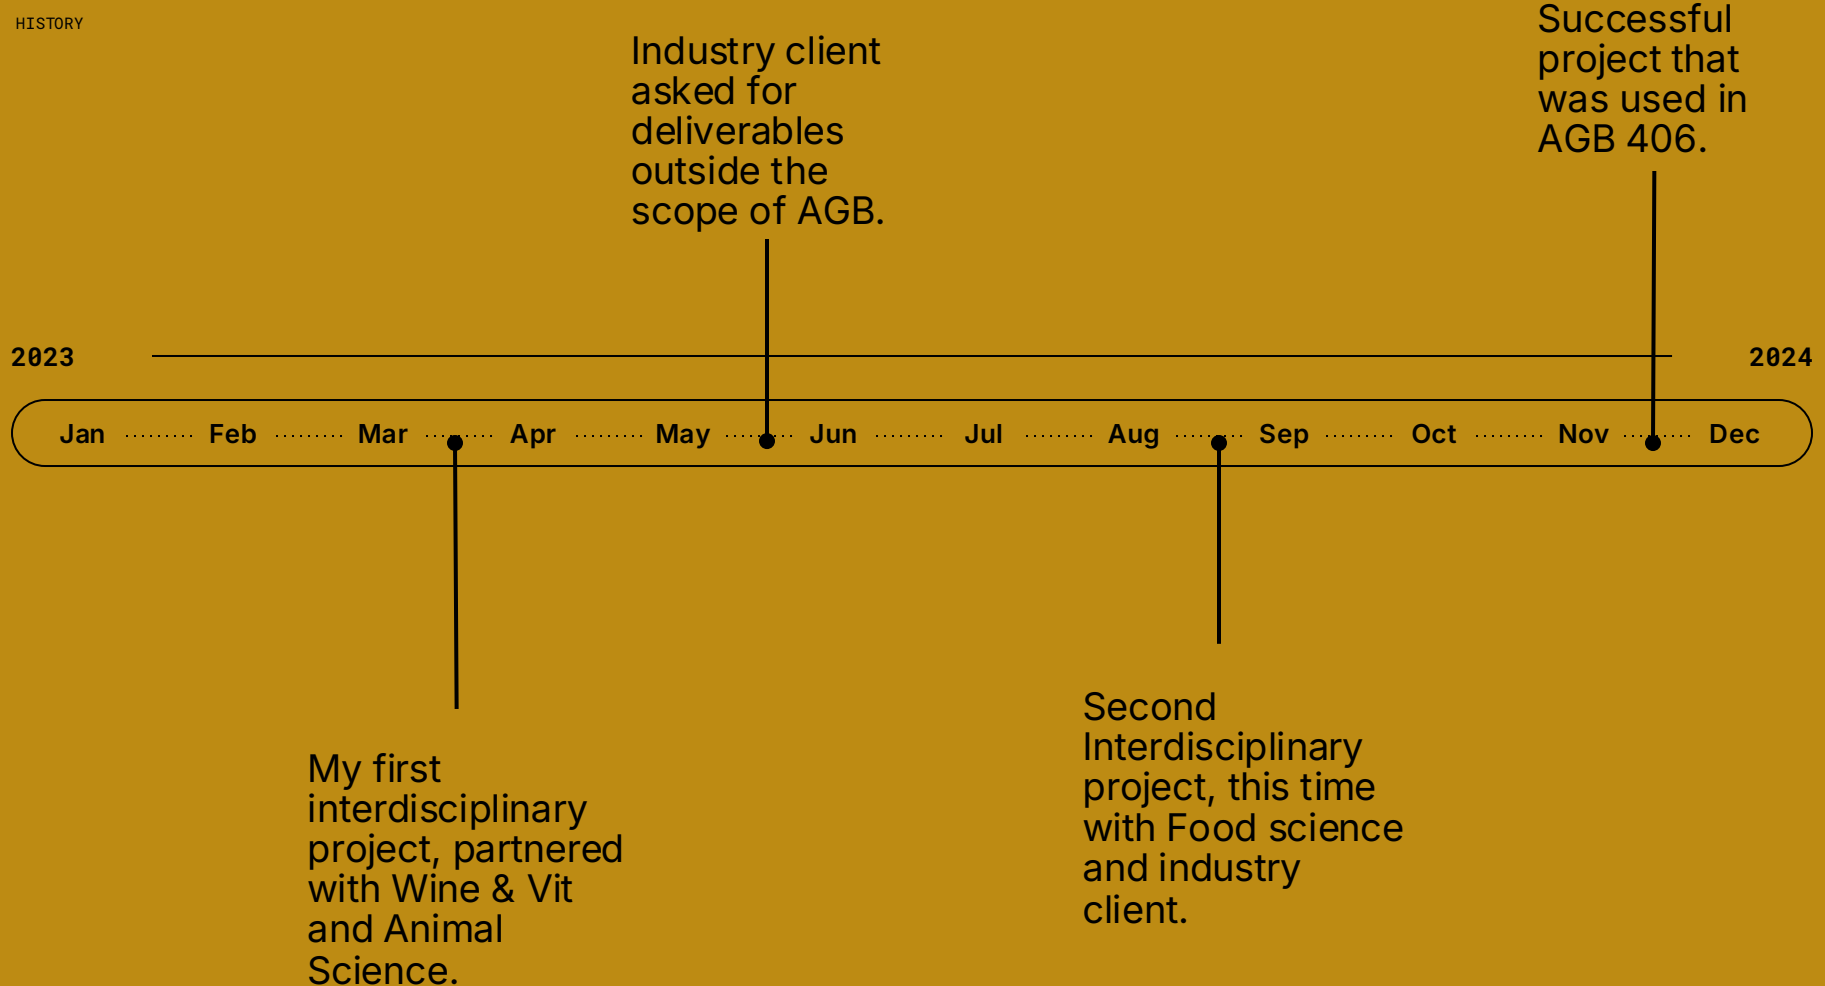 HISTORY
Industry client
asked for
deliverables
outside the
scope of AGB.
Successful
project that
was used in
AGB 406.
2023
2024
Jan Feb Mar Apr May Jun Jul Aug Sep Oct Nov Dec
My first
interdisciplinary
project, partnered
with Wine & Vit
and Animal
Science.
Second
Interdisciplinary
project, this time
with Food science
and industry
client.